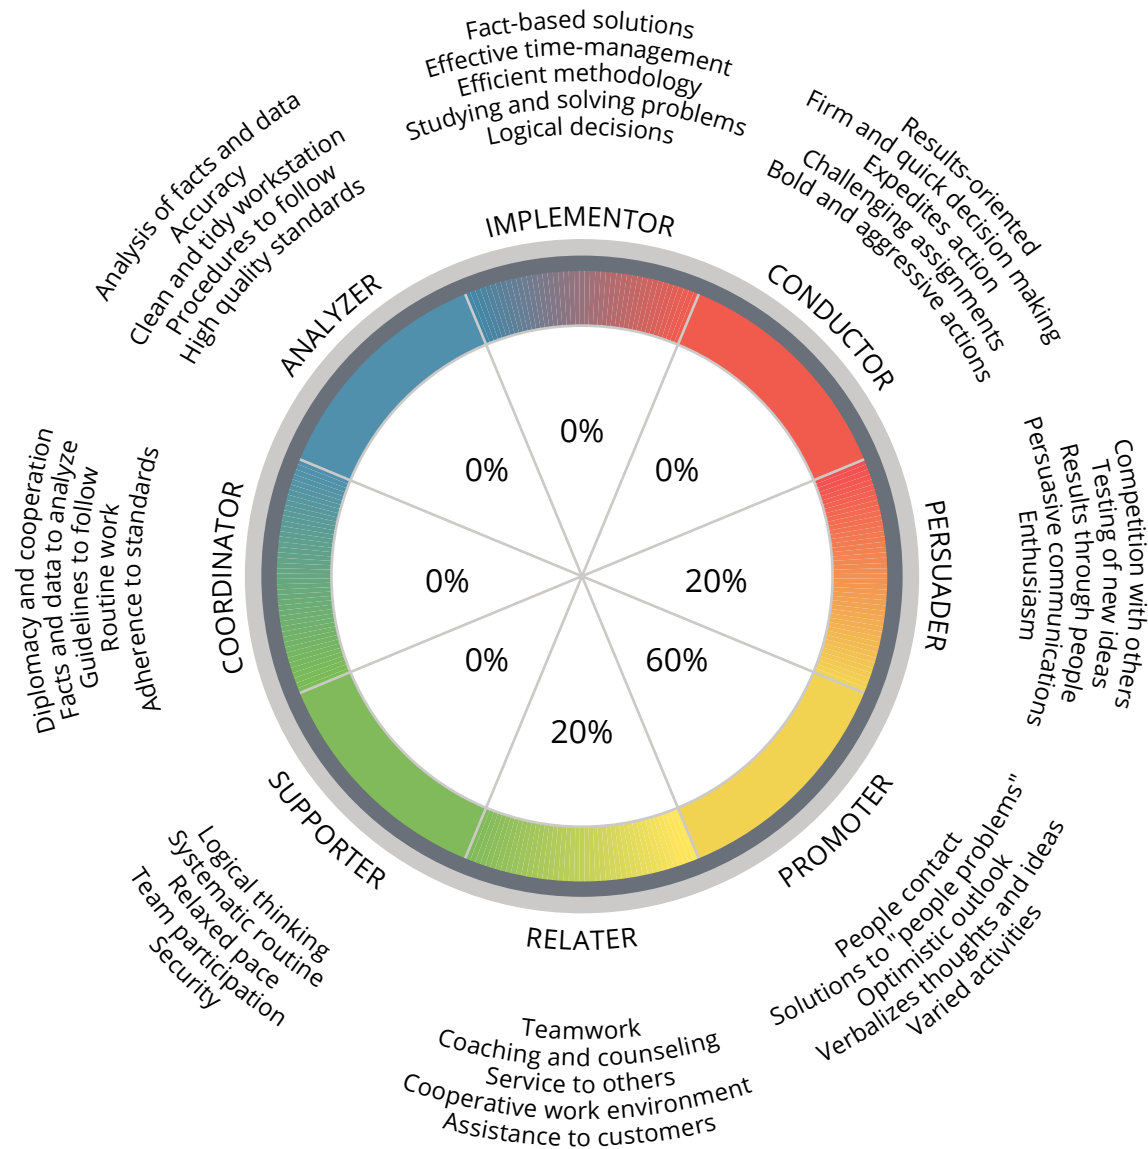 Fact-based solutions
Effective time-management
Efficient methodology
Studying and solving problems
Logical decisions
IMPLEMENTOR
0%
Results-oriented
Firm and quick decision making
Expedites action
Challenging assignments
Bold and aggressive actions
CONDUCTOR
0%
Competition with others
Testing of new ideas
Results through people
Persuasive communications
Enthusiasm
PERSUADER
20%
People contact
Solutions to "people problems"
Optimistic outlook
Verbalizes thoughts and ideas
Varied activities
PROMOTER
60%
RELATER
20%
Teamwork
Coaching and counseling
Service to others
Cooperative work environment
Assistance to customers
SUPPORTER
0%
Logical thinking
Systematic routine
Relaxed pace
Team participation
Security
COORDINATOR
0%
Diplomacy and cooperation
Facts and data to analyze
Guidelines to follow
Routine work
Adherence to standards
ANALYZER
0%
Analysis of facts and data
Accuracy
Clean and tidy workstation
Procedures to follow
High quality standards